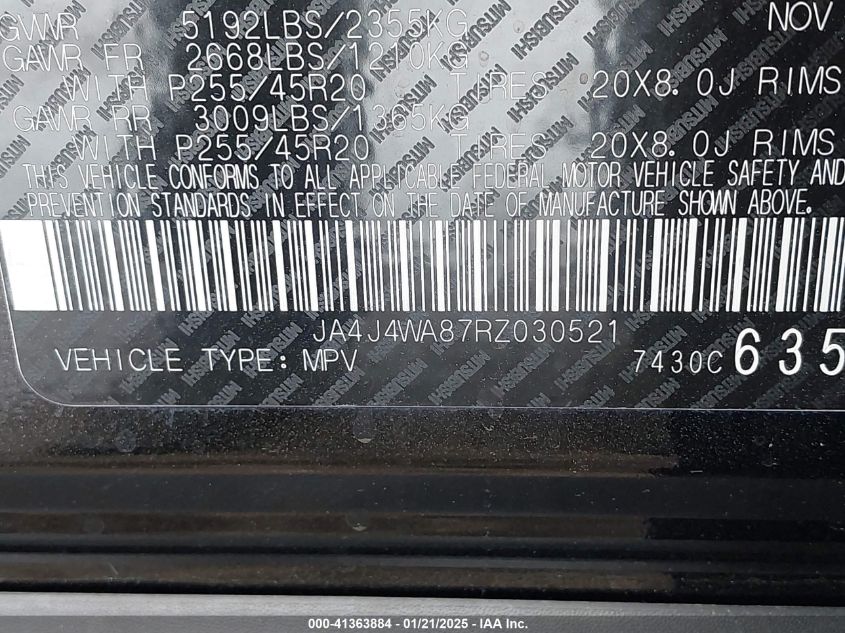 GVWR 5192LBS/2355KG NOV
GAWR FR 2668LBS/1210KG
WITH P255/45R20 TIRES 20X8.0J RIMS
GAWR RR 3009LBS/1365KG
WITH P255/45R20 TIRES 20X8.0J RIMS
THIS VEHICLE CONFORMS TO ALL APPLICABLE FEDERAL MOTOR VEHICLE SAFETY AND
PREVENTION STANDARDS IN EFFECT ON THE DATE OF MANUFACTURE SHOWN ABOVE.
JA4J4WA87RZ030521
VEHICLE TYPE: MPV 7430C 635
MITSUBISHI
000-41363884 / 01/21/2025 - IAAI.com